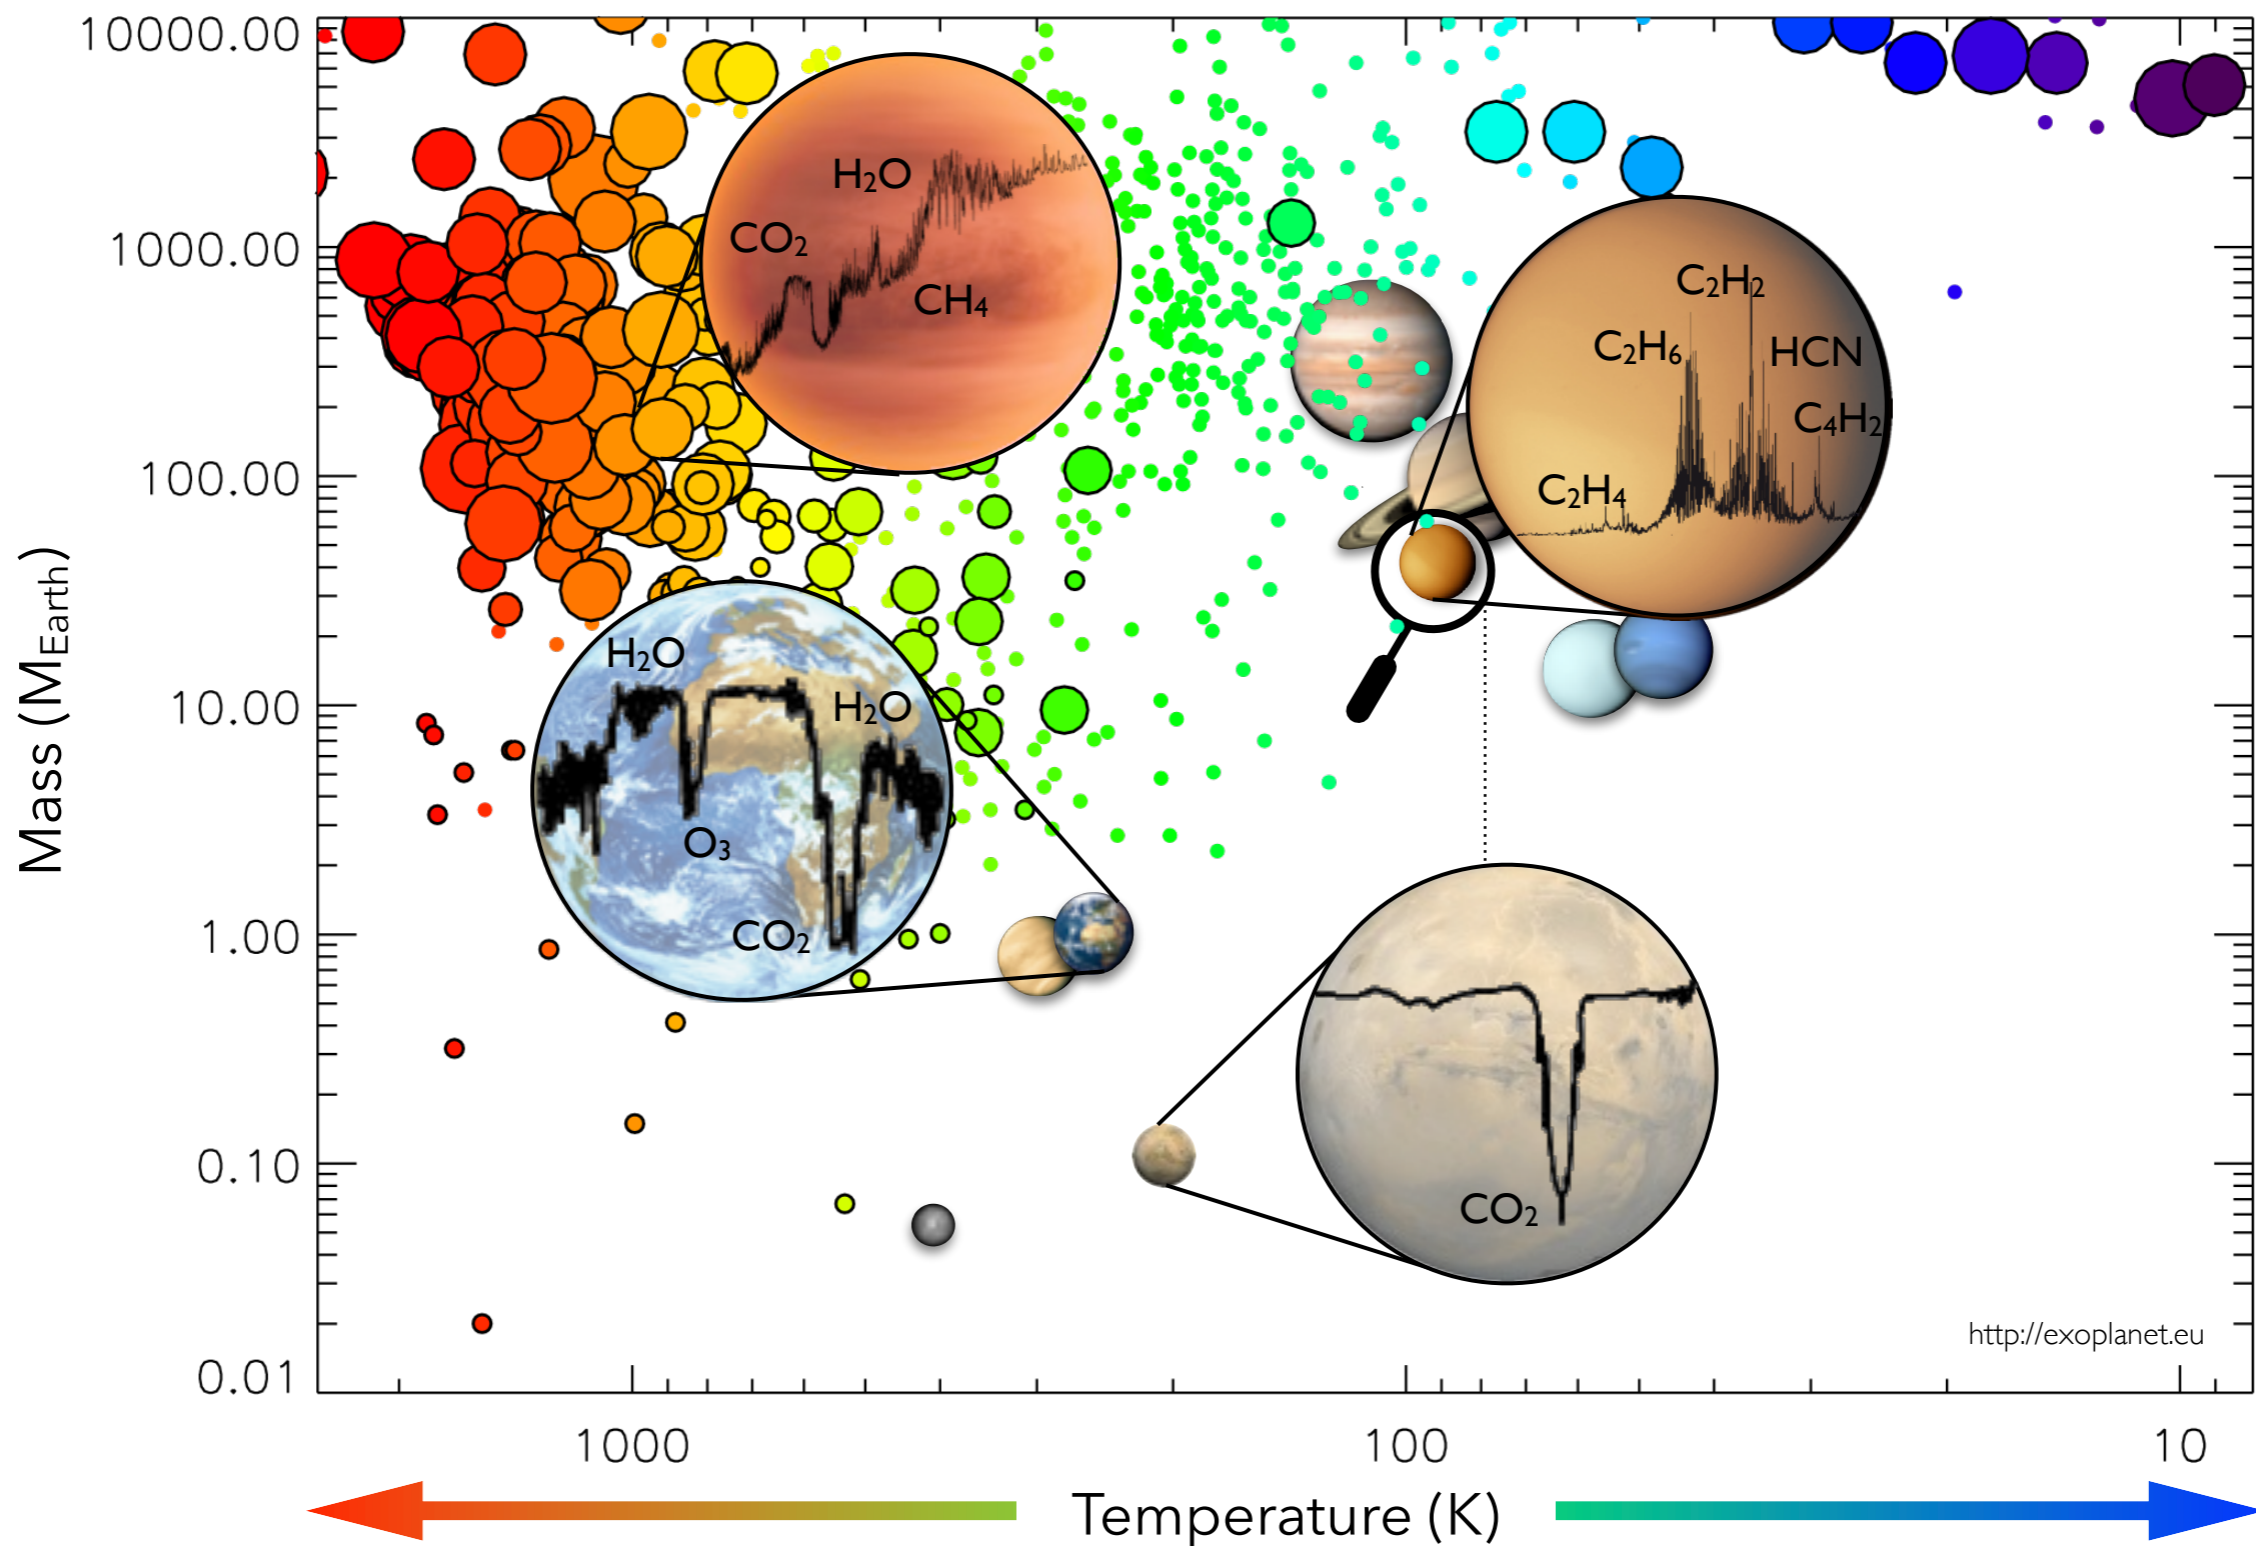 10000.00
1000.00
100.00
10.00
1.00
0.10
0.01
Mass (M_Earth)
H₂O
CO₂
CH₄
C₂H₂
C₂H₆
HCN
C₄H₂
C₂H₄
H₂O
H₂O
O₃
CO₂
CO₂
http://exoplanet.eu
1000
100
10
Temperature (K)